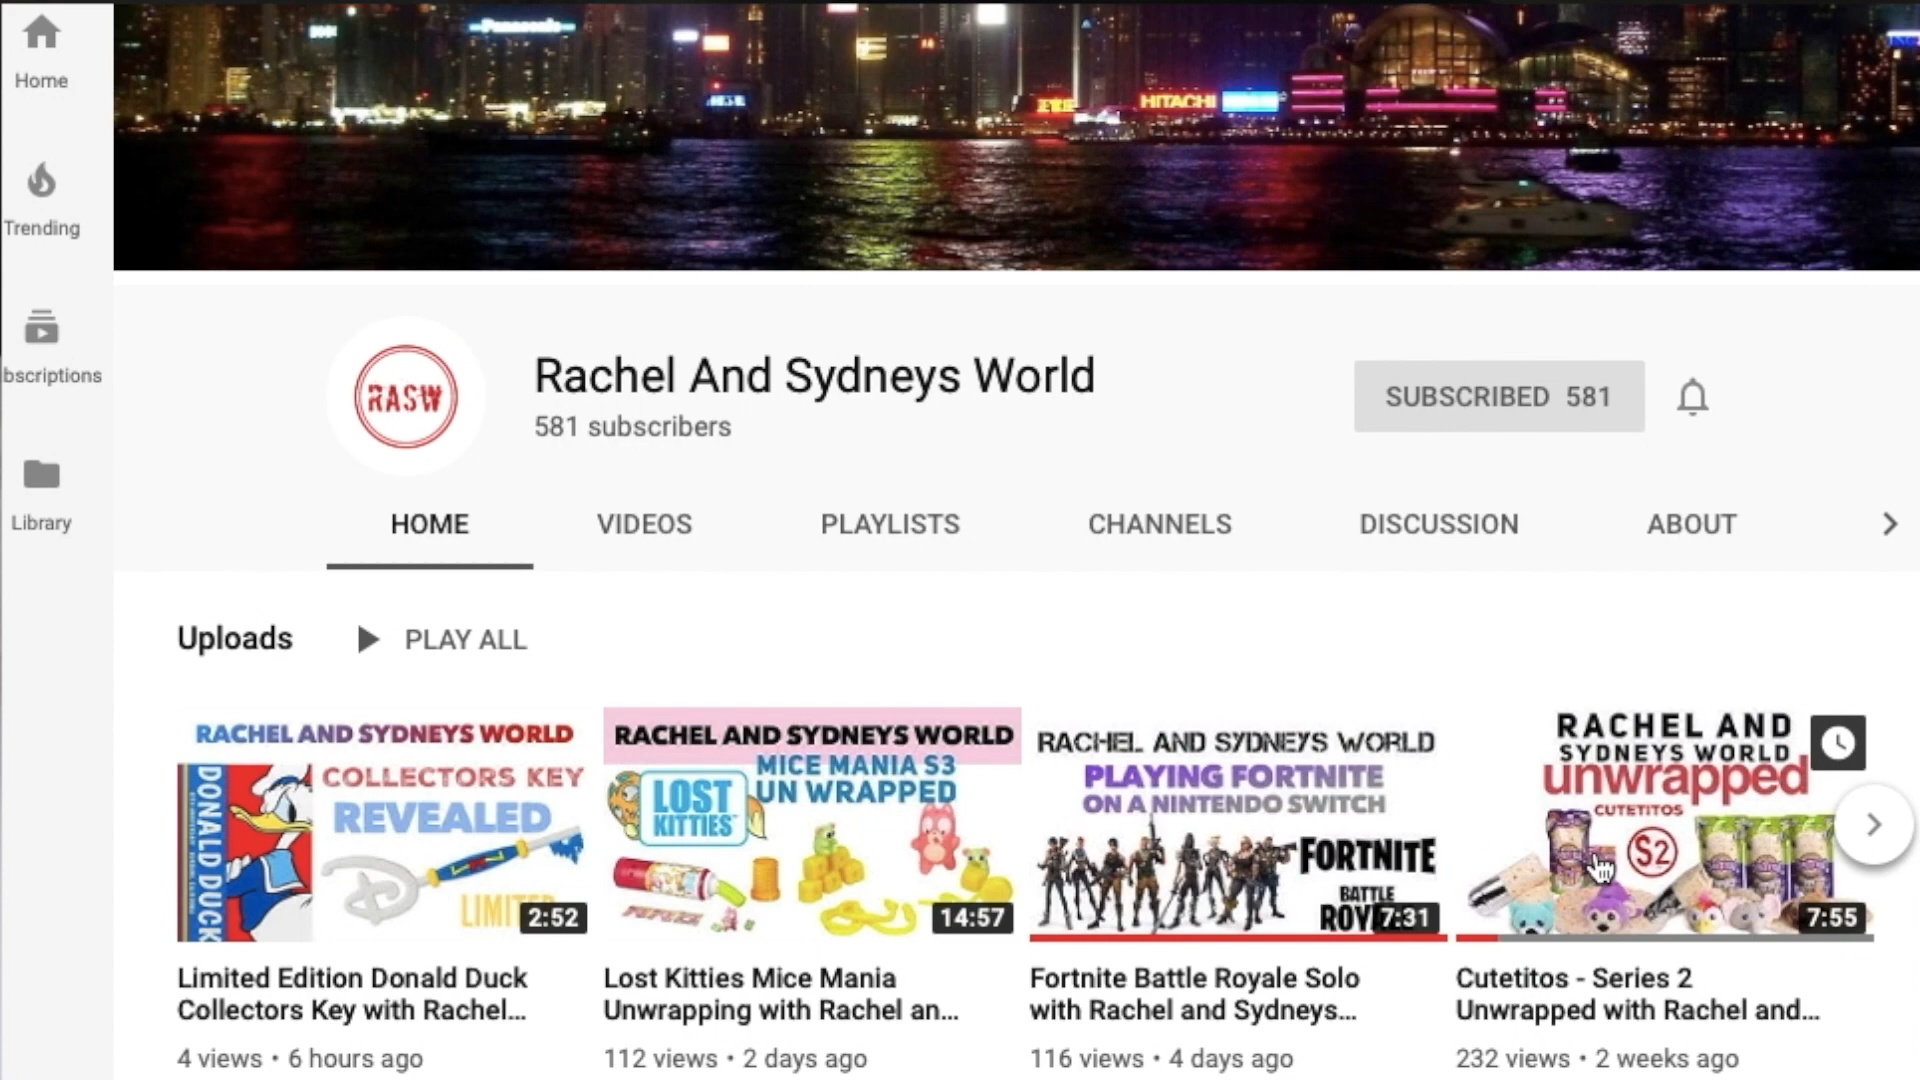 Panasonic
HITACHI
Home
Trending
bscriptions
Library
RASW
Rachel And Sydneys World
581 subscribers
SUBSCRIBED 581
HOME
VIDEOS
PLAYLISTS
CHANNELS
DISCUSSION
ABOUT
Uploads
PLAY ALL
RACHEL AND SYDNEYS WORLD
COLLECTORS KEY
REVEALED
DONALD DUCK
2:52
RACHEL AND SYDNEYS WORLD
MICE MANIA S3
UN WRAPPED
LOST
KITTIES
14:57
RACHEL AND SYDNEYS WORLD
PLAYING FORTNITE
ON A NINTENDO SWITCH
FORTNITE
BATTLE
7:31
RACHEL AND
SYDNEYS WORLD
unwrapped
CUTETITOS
S2
7:55
Limited Edition Donald Duck
Collectors Key with Rachel...
4 views • 6 hours ago
Lost Kitties Mice Mania
Unwrapping with Rachel an...
112 views • 2 days ago
Fortnite Battle Royale Solo
with Rachel and Sydneys...
116 views • 4 days ago
Cutetitos - Series 2
Unwrapped with Rachel and...
232 views • 2 weeks ago